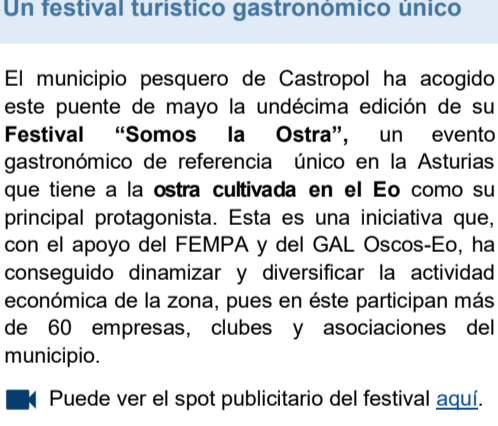 Un festival turístico gastronómico único
El municipio pesquero de Castropol ha acogido
este puente de mayo la undécima edición de su
Festival “Somos la Ostra”, un evento
gastronómico de referencia único en la Asturias
que tiene a la ostra cultivada en el Eo como su
principal protagonista. Esta es una iniciativa que,
con el apoyo del FEMPA y del GAL Oscos-Eo, ha
conseguido dinamizar y diversificar la actividad
económica de la zona, pues en éste participan más
de 60 empresas, clubes y asociaciones del
municipio.
Puede ver el spot publicitario del festival aquí.